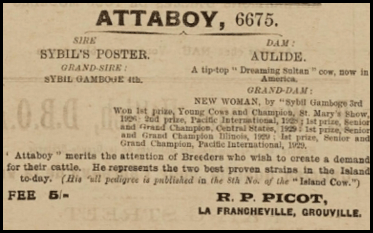 ATTABOY, 6675.
SIRE
SYBIL'S POSTER.
GRAND-SIRE:
SYBIL GAMBOGE 4th.
DAM:
AULIDE.
A tip-top "Dreaming Sultan" cow, now in
America.
GRAND-DAM:
NEW WOMAN, by "Sybil Gamboge 3rd
Won 1st prize, Young Cows and Champion, St. Mary's Show,
1926; 2nd prize, Pacific International, 1928; 1st prize, Senior
and Grand Champion, Central States, 1929; 1st prize, Senior
and Grand Champion Illinois, 1929; 1st prize, Senior and
Grand Champion, Pacific International, 1929.
'Attaboy" merits the attention of Breeders who wish to create a demand
for their cattle. He represents the two best proven strains in the Island
to-day. (His full pedigree is published in the 8th No. of the "Island Cow.")
FEE 5/-
R. P. PICOT,
LA FRANCHEVILLE, GROUVILLE.